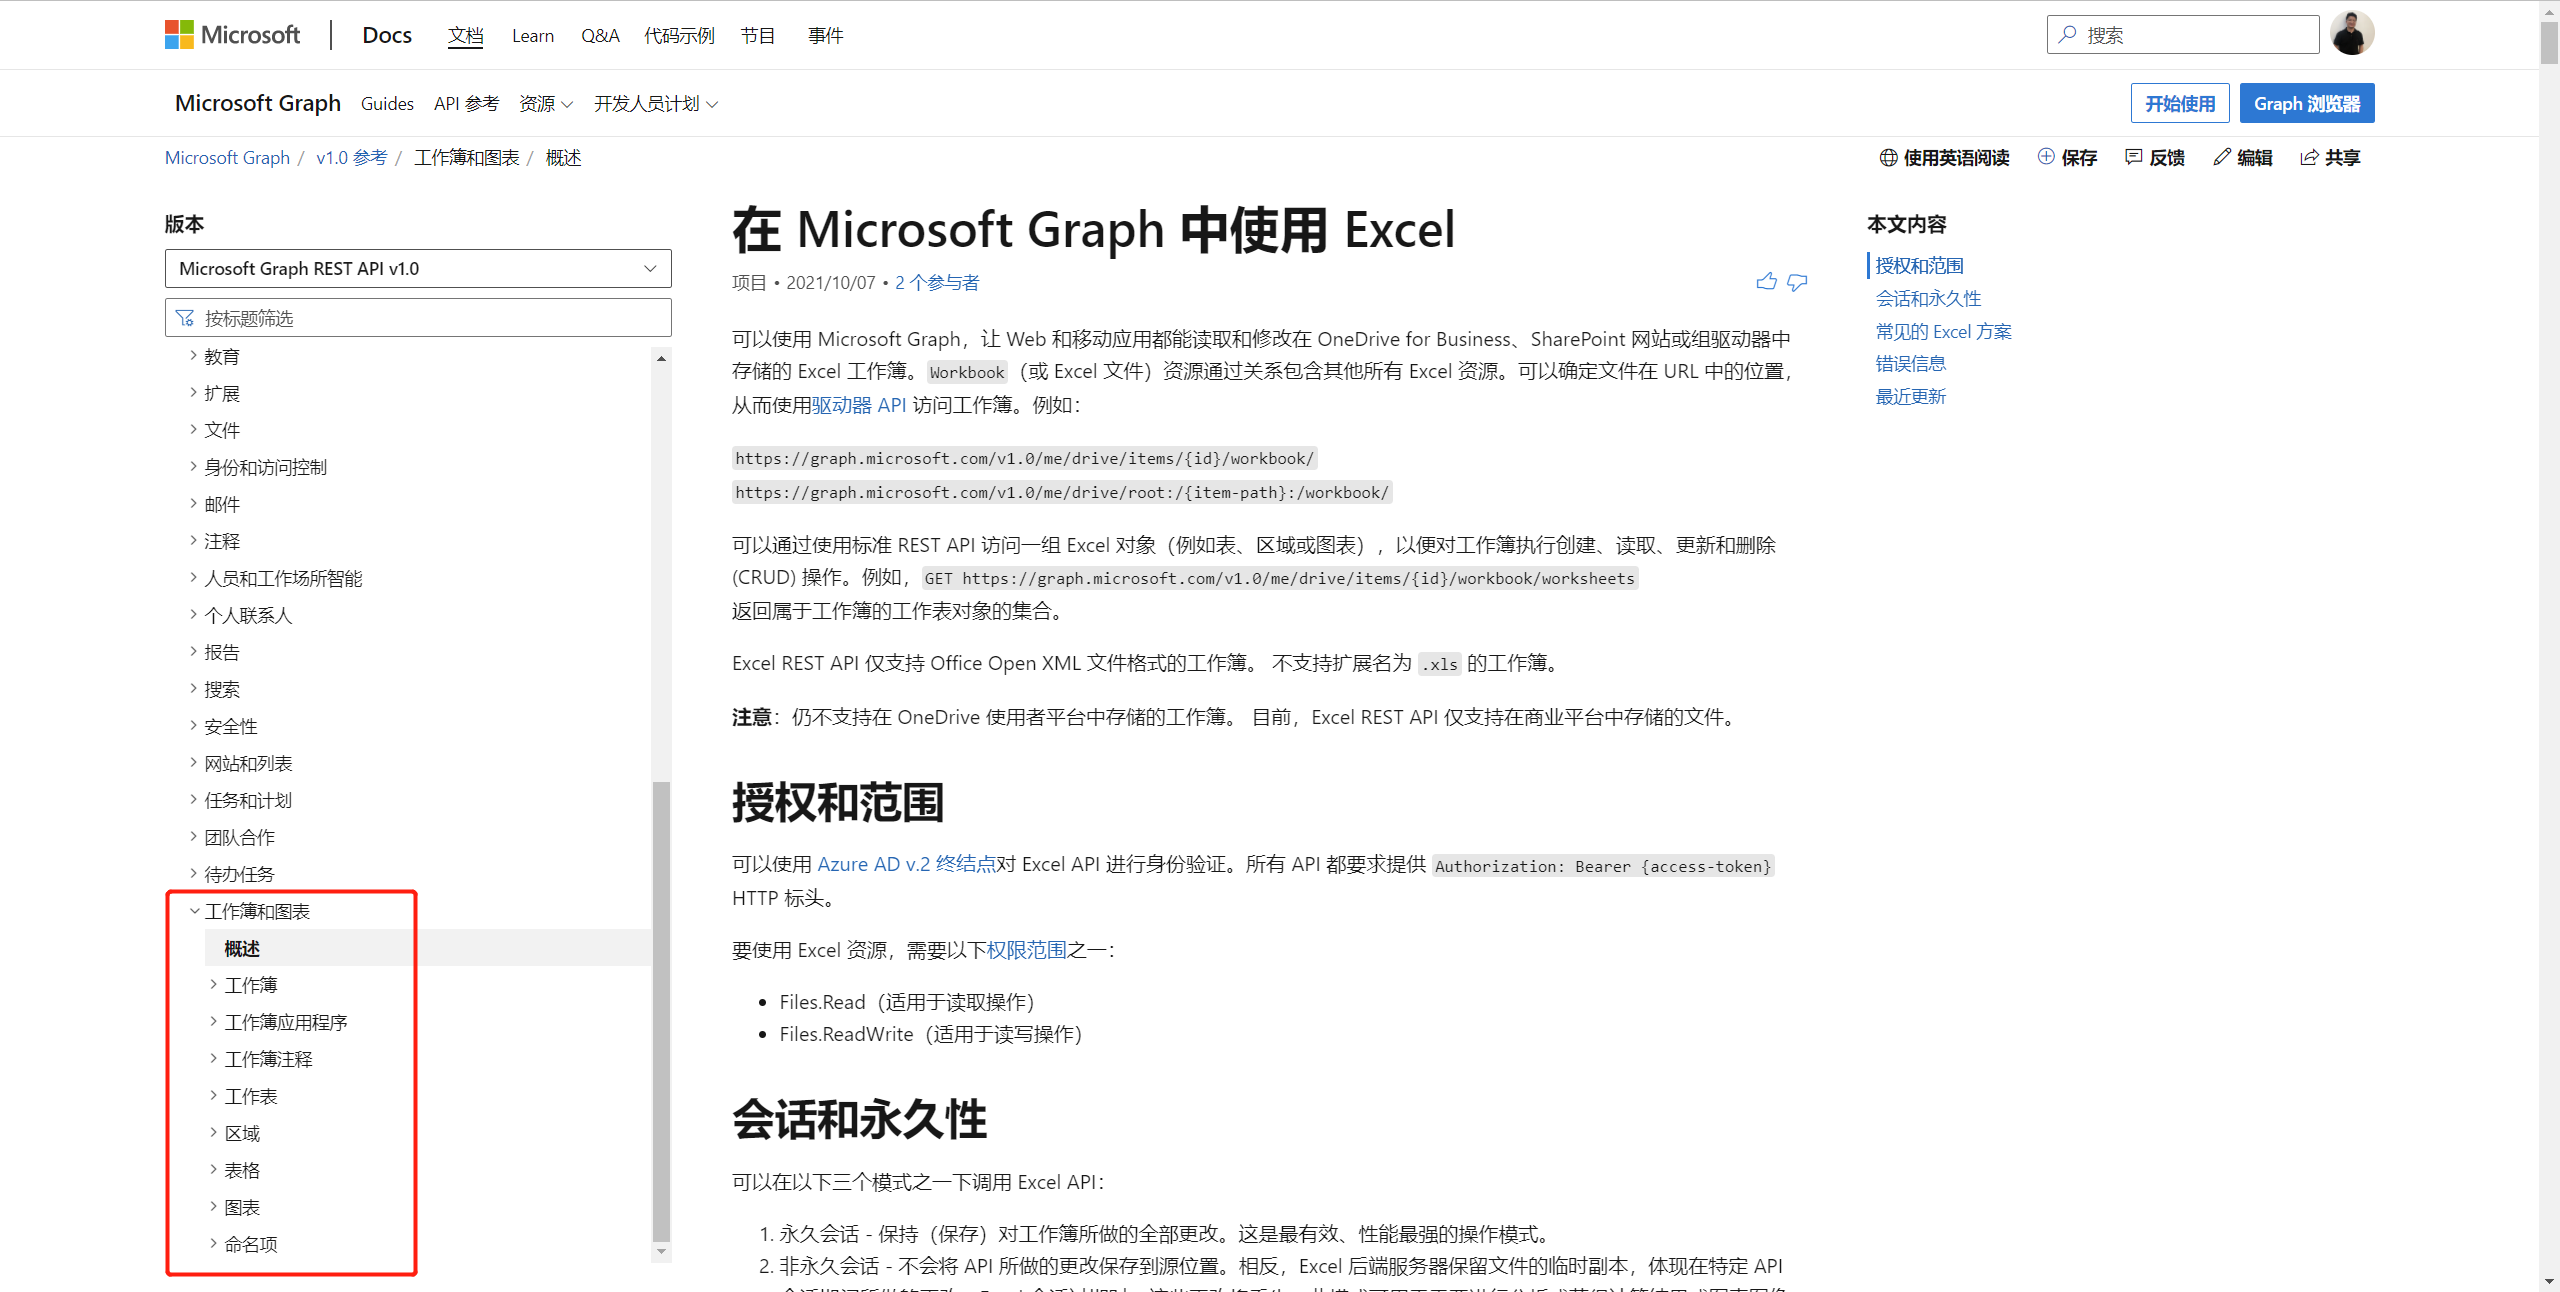 Microsoft
Docs
文档
Learn
Q&A
代码示例
节目
事件
搜索
Microsoft Graph
Guides
API 参考
资源
开发人员计划
开始使用
Graph 浏览器
Microsoft Graph / v1.0 参考 / 工作簿和图表 / 概述
使用英语阅读
保存
反馈
编辑
共享
版本
Microsoft Graph REST API v1.0
按标题筛选
教育
扩展
文件
身份和访问控制
邮件
注释
人员和工作场所智能
个人联系人
报告
搜索
安全性
网站和列表
任务和计划
团队合作
待办任务
工作簿和图表
概述
工作簿
工作簿应用程序
工作簿注释
工作表
区域
表格
图表
命名项
在 Microsoft Graph 中使用 Excel
项目 • 2021/10/07 • 2 个参与者
可以使用 Microsoft Graph，让 Web 和移动应用都能读取和修改在 OneDrive for Business、SharePoint 网站或组驱动器中
存储的 Excel 工作簿。Workbook（或 Excel 文件）资源通过关系包含其他所有 Excel 资源。可以确定文件在 URL 中的位置，
从而使用驱动器 API 访问工作簿。例如：
https://graph.microsoft.com/v1.0/me/drive/items/{id}/workbook/
https://graph.microsoft.com/v1.0/me/drive/root:/{item-path}:/workbook/
可以通过使用标准 REST API 访问一组 Excel 对象（例如表、区域或图表），以便对工作簿执行创建、读取、更新和删除
(CRUD) 操作。例如，GET https://graph.microsoft.com/v1.0/me/drive/items/{id}/workbook/worksheets
返回属于工作簿的工作表对象的集合。
Excel REST API 仅支持 Office Open XML 文件格式的工作簿。 不支持扩展名为 .xls 的工作簿。
注意：仍不支持在 OneDrive 使用者平台中存储的工作簿。 目前，Excel REST API 仅支持在商业平台中存储的文件。
授权和范围
可以使用 Azure AD v.2 终结点对 Excel API 进行身份验证。所有 API 都要求提供 Authorization: Bearer {access-token}
HTTP 标头。
要使用 Excel 资源，需要以下权限范围之一：
• Files.Read（适用于读取操作）
• Files.ReadWrite（适用于读写操作）
会话和永久性
可以在以下三个模式之一下调用 Excel API：
1. 永久会话 - 保持（保存）对工作簿所做的全部更改。这是最有效、性能最强的操作模式。
2. 非永久会话 - 不会将 API 所做的更改保存到源位置。相反，Excel 后端服务器保留文件的临时副本，体现在特定 API
本文内容
授权和范围
会话和永久性
常见的 Excel 方案
错误信息
最近更新